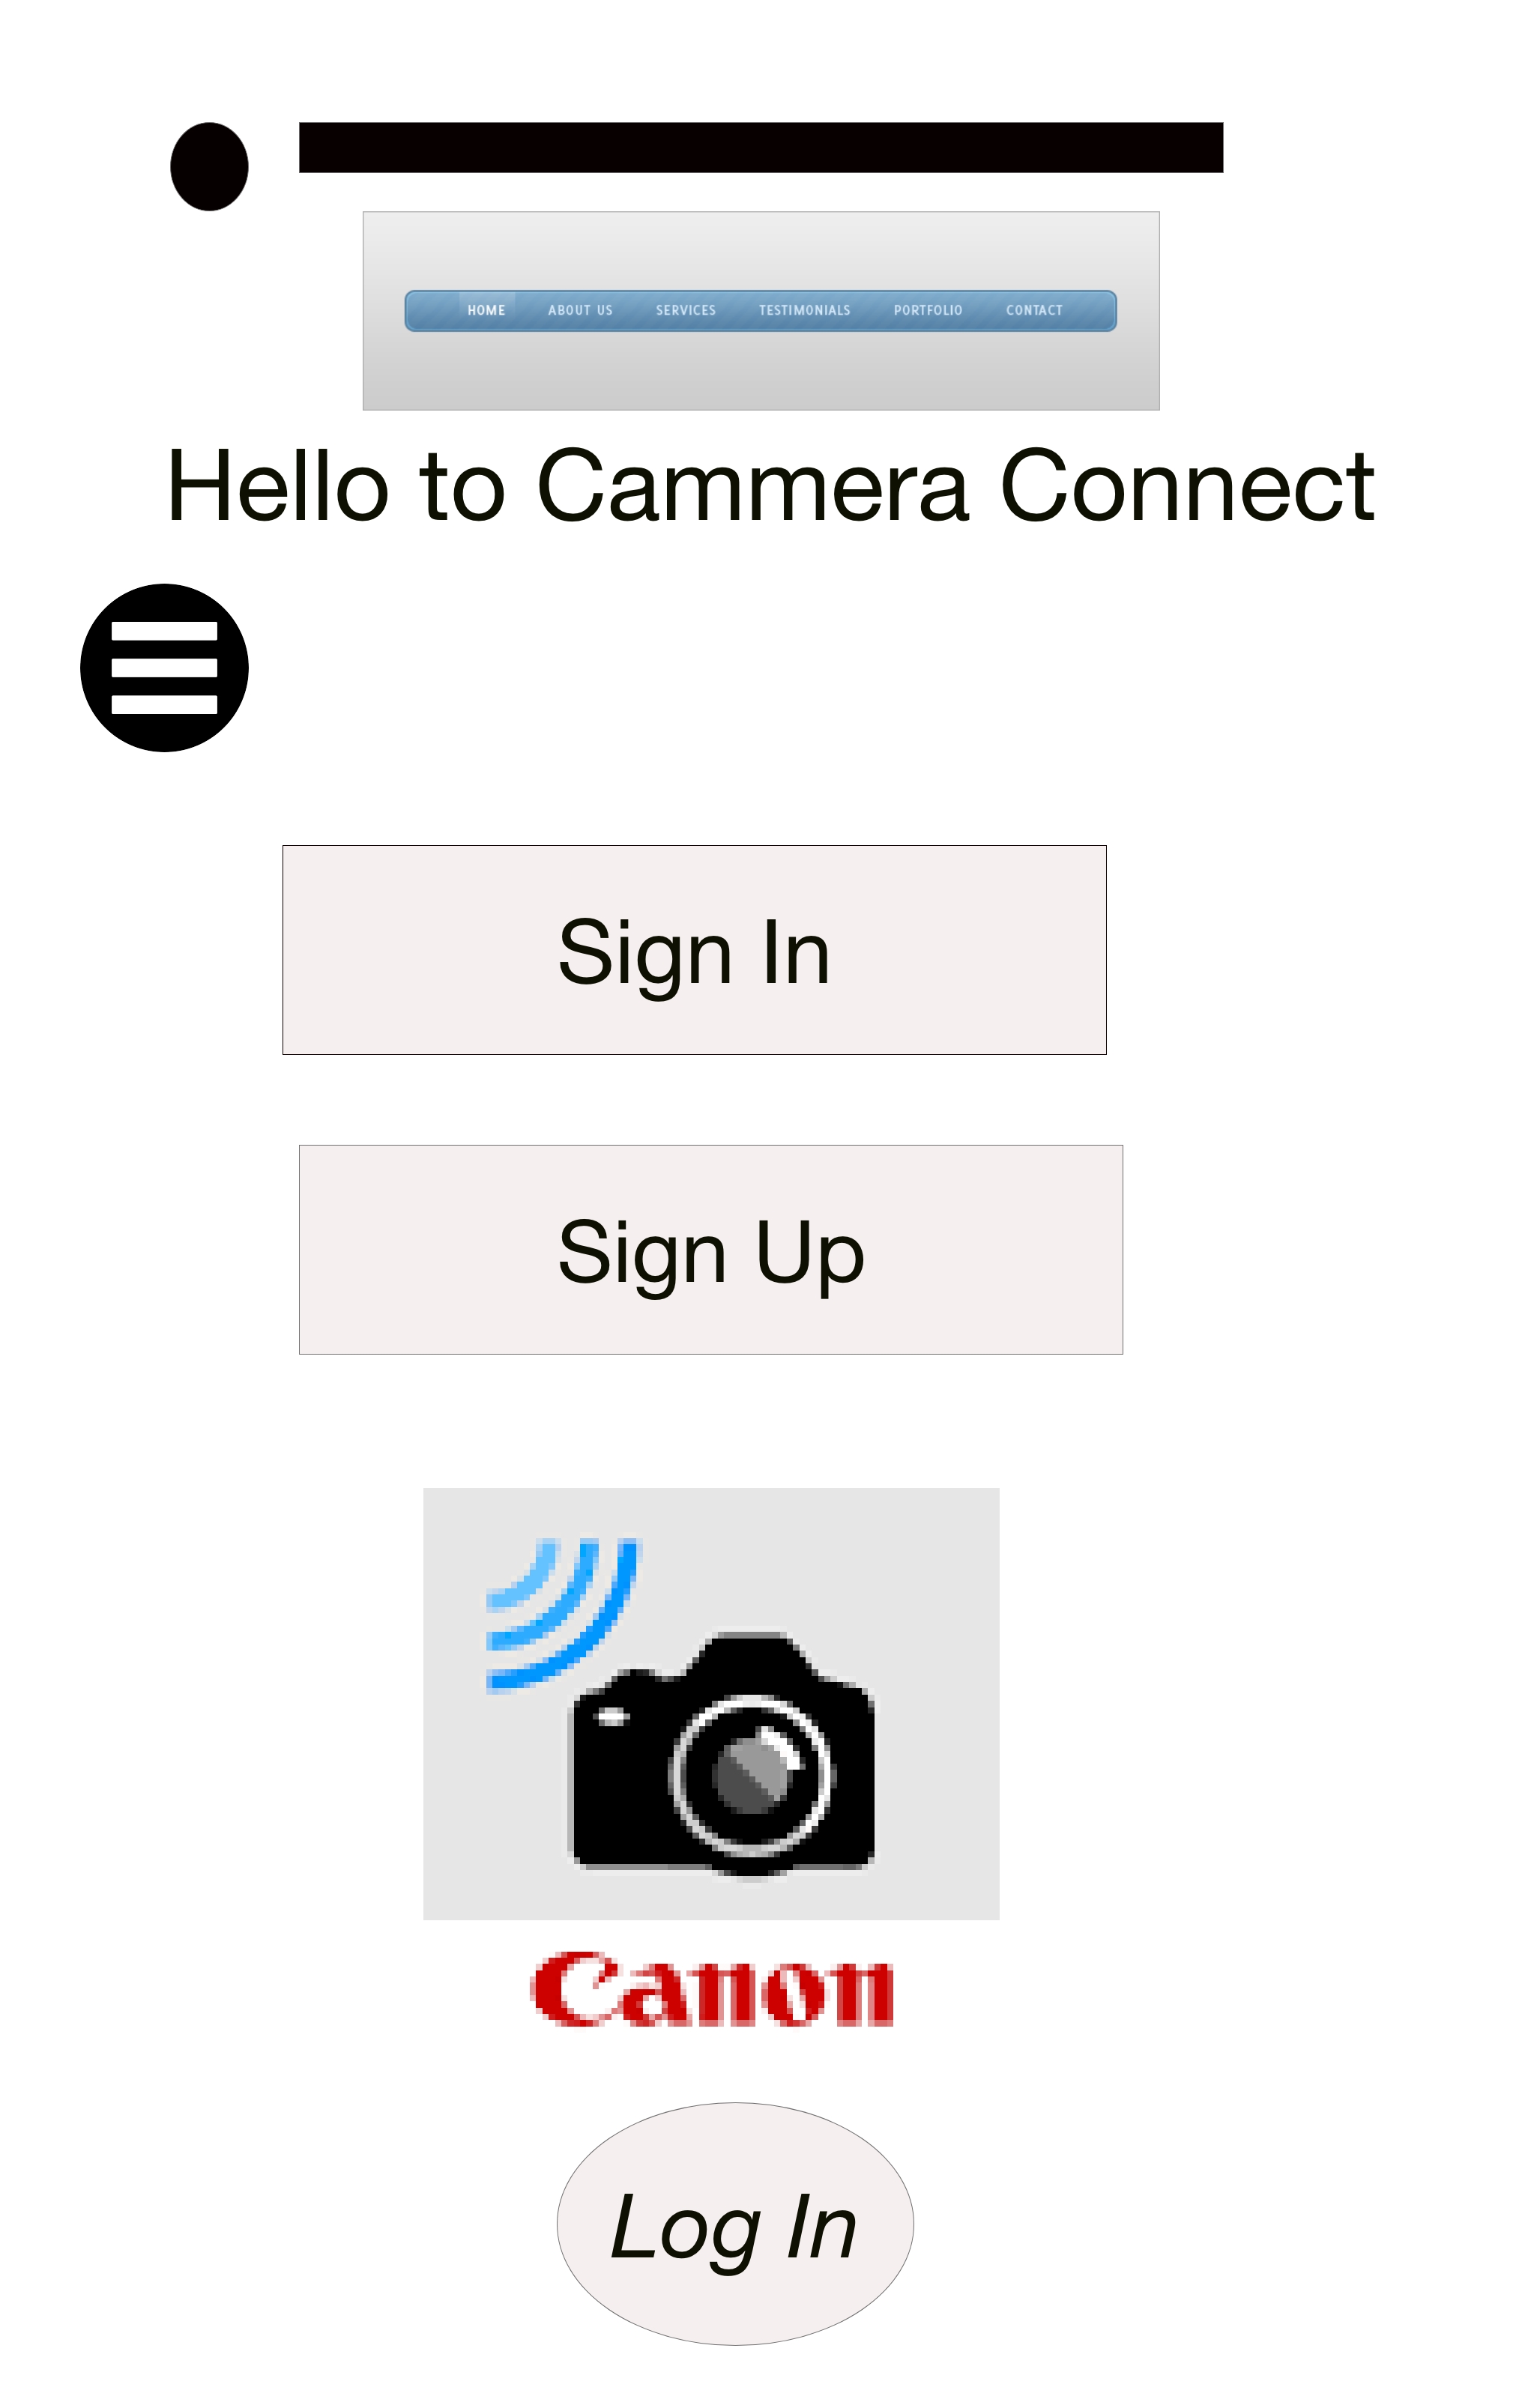 HOME ABOUT US SERVICES TESTIMONIALS PORTFOLIO CONTACT
Hello to Cammera Connect
Sign In
Sign Up
Canon
Log In